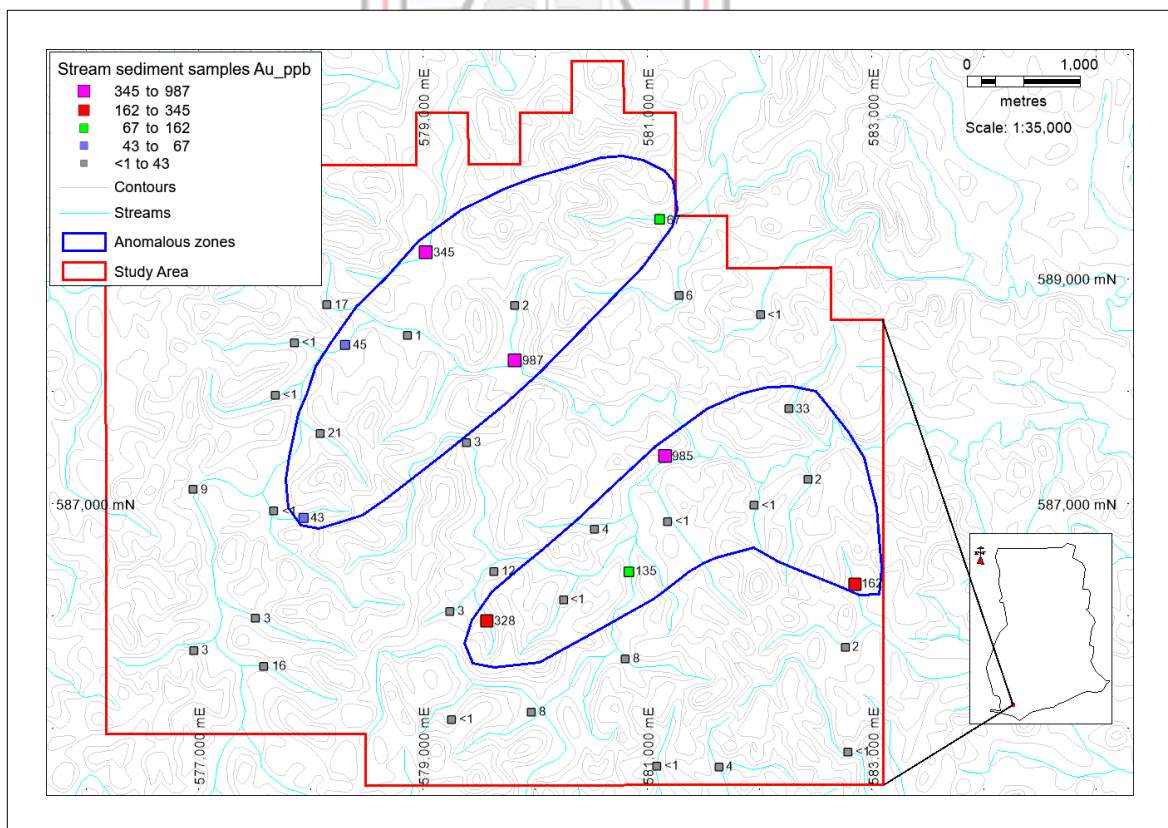 Stream sediment samples Au_ppb
345 to 987
162 to 345
67 to 162
43 to 67
<1 to 43
Contours
Streams
Anomalous zones
Study Area
579,000 mE
581,000 mE
583,000 mE
0 1,000
metres
Scale: 1:35,000
67
345
589,000 mN
6
17
2
<1
1
<1
45
987
<1
33
21
3
985
2
9
587,000 mN
<1
587,000 mN
<1
43
<1
4
12
135
162
<1
3
3
328
2
3
8
16
8
<1
577,000 mE
579,000 mE
581,000 mE
583,000 mE
<1
<1
4